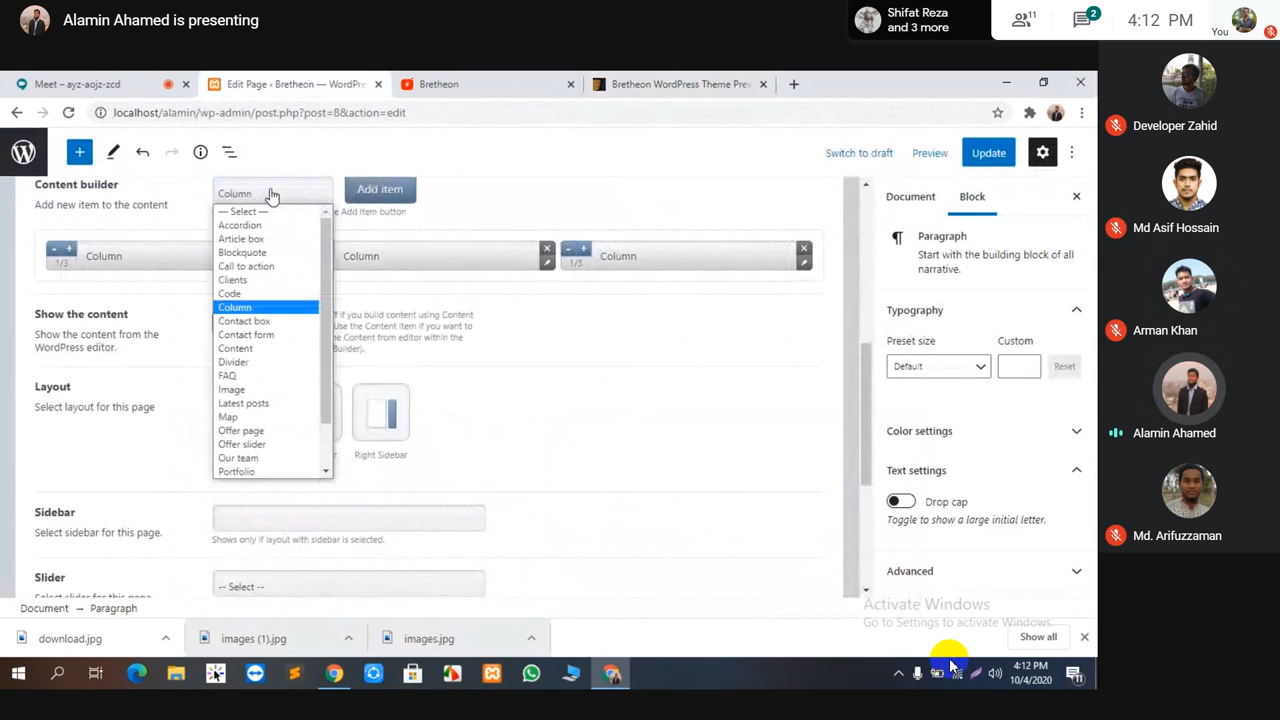 Alamin Ahamed is presenting
Shifat Reza
and 3 more
11
2
4:12 PM
You
Meet – ayz-aojz-zcd
Edit Page ‹ Bretheon — WordPre
Bretheon
Bretheon WordPress Theme Prev
localhost/alamin/wp-admin/post.php?post=8&action=edit
Switch to draft
Preview
Update
Content builder
Add new item to the content
Column
Add item
e Add Item button
— Select —
Accordion
Article box
Blockquote
Call to action
Clients
Code
Column
Contact box
Contact form
Content
Divider
FAQ
Image
Latest posts
Map
Offer page
Offer slider
Our team
Portfolio
- +
1/3
Column
Column
- +
1/3
Column
Show the content
Show the content from the
WordPress editor.
if you build content using Content
Use the Content item if you want to
the Content from editor within the
Builder).
Layout
Select layout for this page
Right Sidebar
Sidebar
Select sidebar for this page.
Shows only if layout with sidebar is selected.
Slider
-- Select --
Document → Paragraph
Document
Block
Paragraph
Start with the building block of all
narrative.
Typography
Preset size
Custom
Default
Reset
Color settings
Text settings
Drop cap
Toggle to show a large initial letter.
Advanced
Activate Windows
Go to Settings to activate Windows.
download.jpg
images (1).jpg
images.jpg
Show all
4:12 PM
10/4/2020
11
Developer Zahid
Md Asif Hossain
Arman Khan
Alamin Ahamed
Md. Arifuzzaman